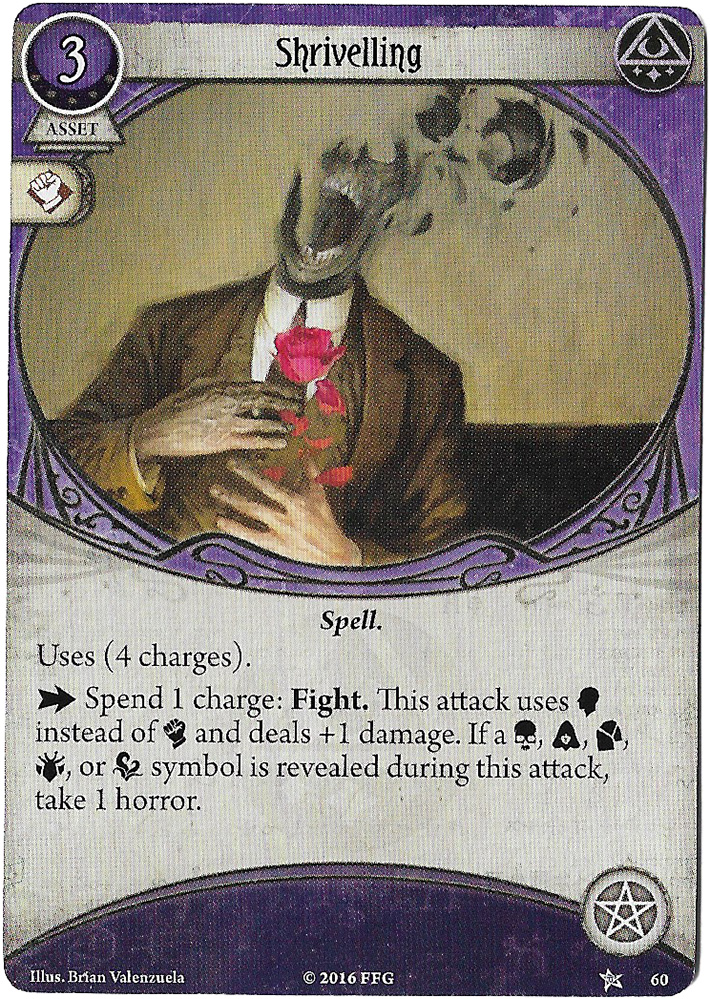 3
Shrivelling
ASSET
Spell.
Uses (4 charges).
Spend 1 charge: Fight. This attack uses
instead of and deals +1 damage. If a , , ,
, or symbol is revealed during this attack,
take 1 horror.
Illus. Brian Valenzuela
© 2016 FFG
60